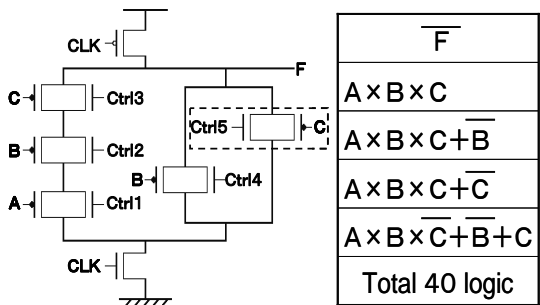 CLK
F
C
Ctrl3
Ctrl5
C
B
Ctrl2
B
Ctrl4
A
Ctrl1
CLK
F̅
A×B×C
A×B×C+B̅
A×B×C+C̅
A×B×C̅+B̅+C
Total 40 logic